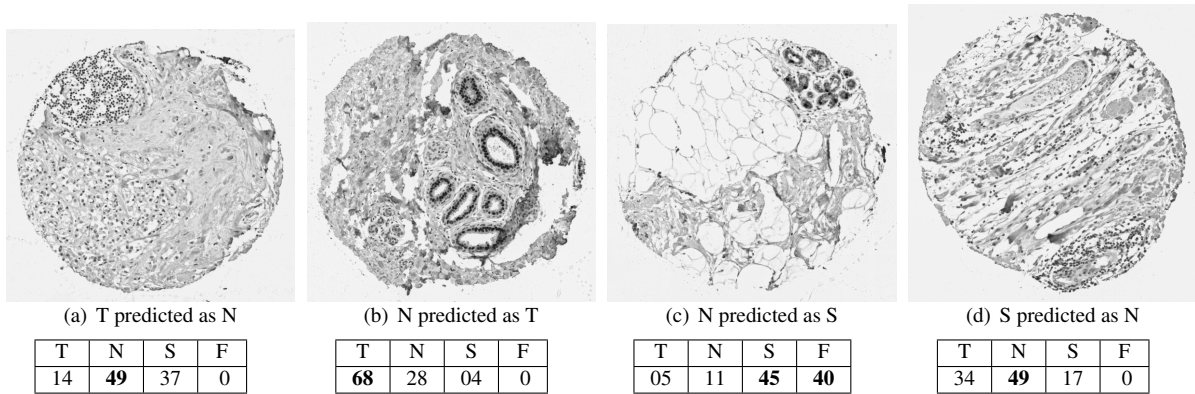 (a) T predicted as N
T N S F
14 49 37 0
(b) N predicted as T
T N S F
68 28 04 0
(c) N predicted as S
T N S F
05 11 45 40
(d) S predicted as N
T N S F
34 49 17 0